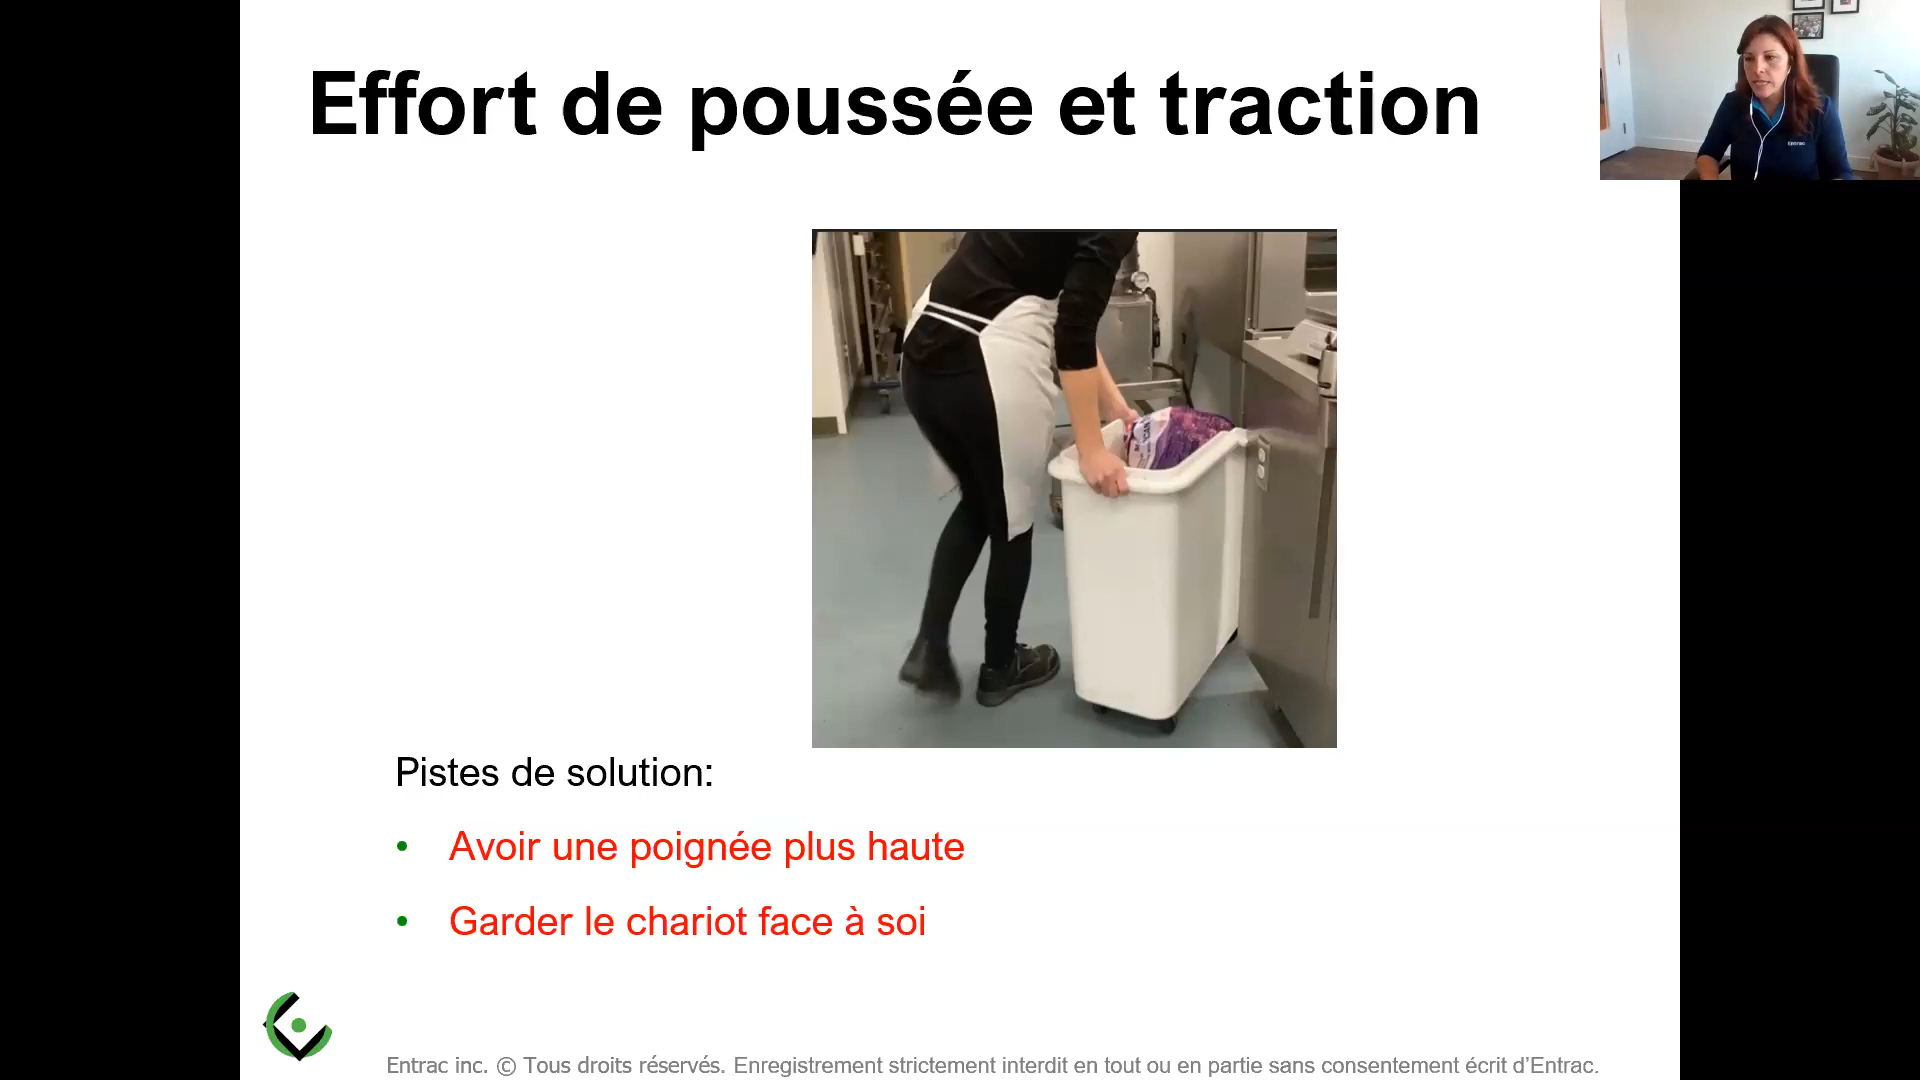 Effort de poussée et traction
Entrac
Pistes de solution:
• Avoir une poignée plus haute
• Garder le chariot face à soi
Entrac inc. © Tous droits réservés. Enregistrement strictement interdit en tout ou en partie sans consentement écrit d’Entrac.